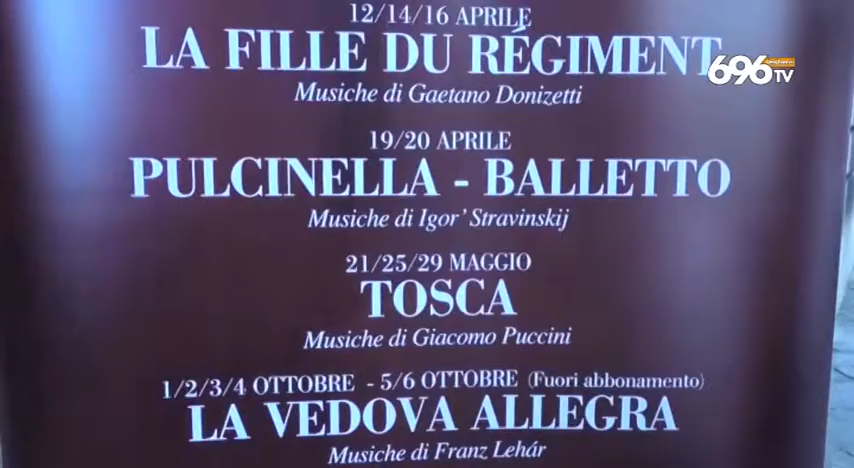 12/14/16 APRILE
LA FILLE DU RÉGIMENT
Musiche di Gaetano Donizetti
696 TV
19/20 APRILE
PULCINELLA - BALLETTO
Musiche di Igor' Stravinskij
21/25/29 MAGGIO
TOSCA
Musiche di Giacomo Puccini
1/2/3/4 OTTOBRE - 5/6 OTTOBRE (Fuori abbonamento)
LA VEDOVA ALLEGRA
Musiche di Franz Lehár